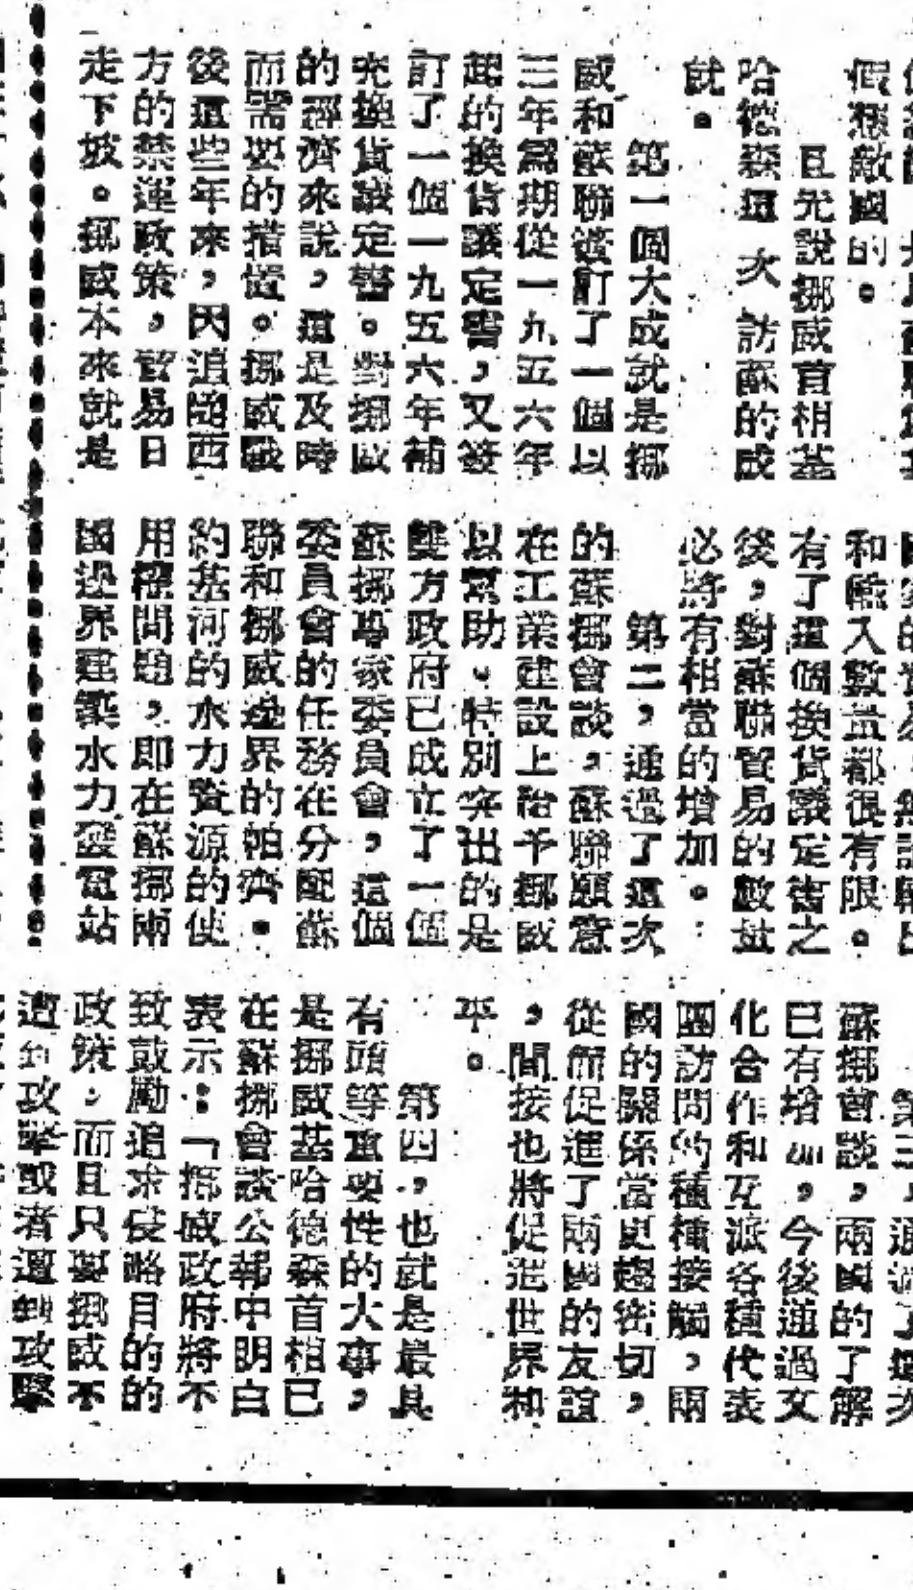 假想敵國的。
且先說挪威首相基
哈德森這次訪蘇的成
就。
第一個大成就是挪
威和蘇聯簽訂了一個以
三年爲期從一九五六年
起的換貨議定書，又簽
訂了一個一九五六年補
充換貨議定書。對挪威
的經濟來說，這是及時
而需要的措置。挪威戰
後這些年來，因追隨西
方的禁運政策，貿易日
走下坡。挪威本來就是
的貿易，無論輸出
和輸入數量都很有限。
有了這個換貨議定書之
後，對蘇聯貿易的數量
必將有相當的增加。
第二，通過了這次
的蘇挪會談，蘇聯願意
在工業建設上給予挪威
以幫助。特別突出的是
雙方政府已成立了一個
蘇挪專家委員會，這個
委員會的任務在分配蘇
聯和挪威邊界的帕齊。
約基河的水力資源的使
用權問題，即在蘇挪兩
國邊界建築水力發電站
第三，通過了這次
蘇挪會談，兩國的了解
已有增加，今後通過文
化合作和互派各種代表
團訪問的種種接觸，兩
國的關係當更趨密切，
從而促進了兩國的友誼
，間接也將促進世界和
平。
第四，也就是最具
有頭等重要性的大事，
是挪威基哈德森首相已
在蘇挪會談公報中明白
表示：「挪威政府將不
致鼓勵追求侵略目的的
政策，而且只要挪威不
遭到攻擊或者遭到攻擊